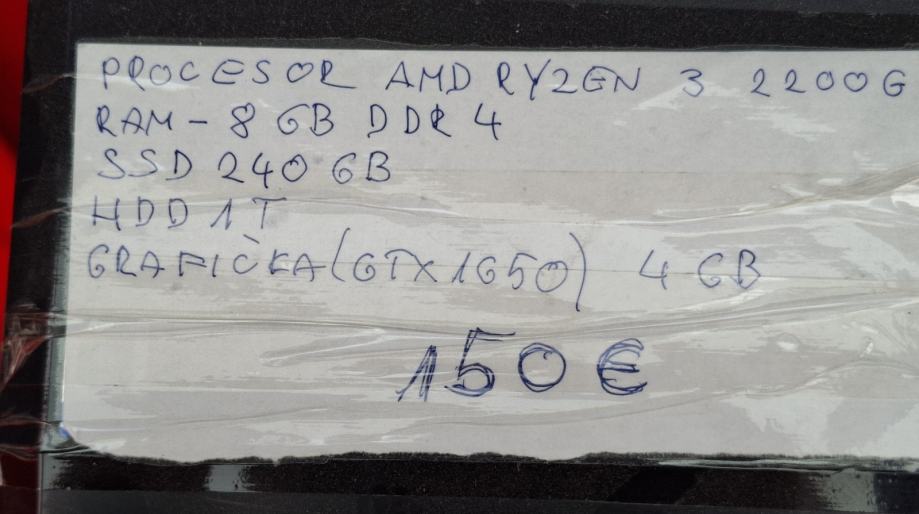 PROCESOR AMD RYZEN 3 2200G
RAM - 8 GB DDR 4
SSD 240 GB
HDD 1T
GRAFIČKA (GTX 1650) 4 GB
150 €